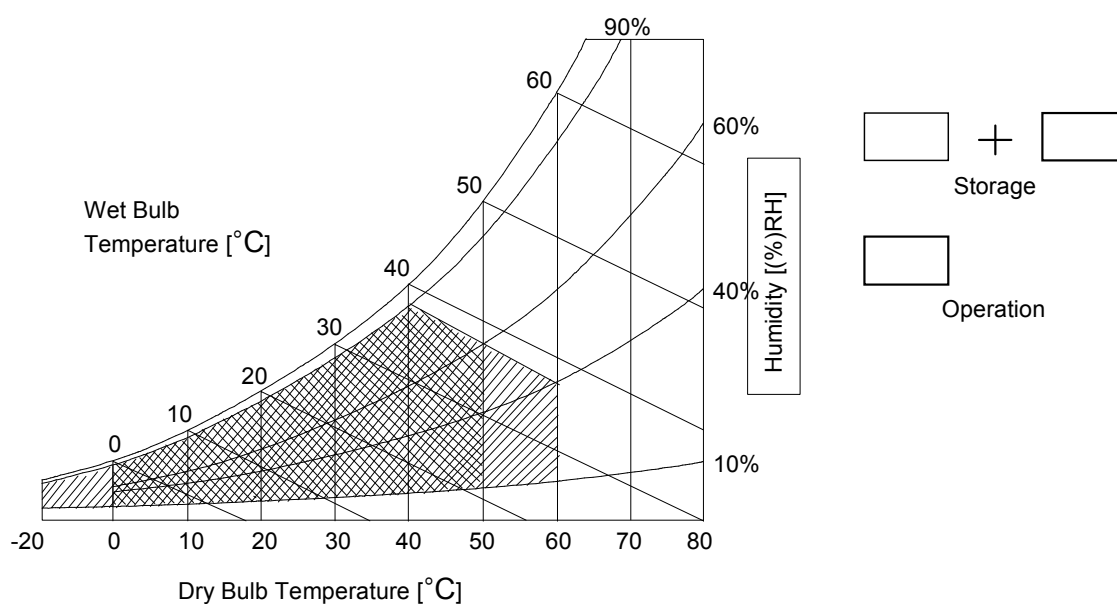 90%
60
60%
Storage
50
Wet Bulb
Temperature [°C]
Humidity [(%)RH]
40
40%
Operation
30
20
10
0
10%
-20 0 10 20 30 40 50 60 70 80
Dry Bulb Temperature [°C]